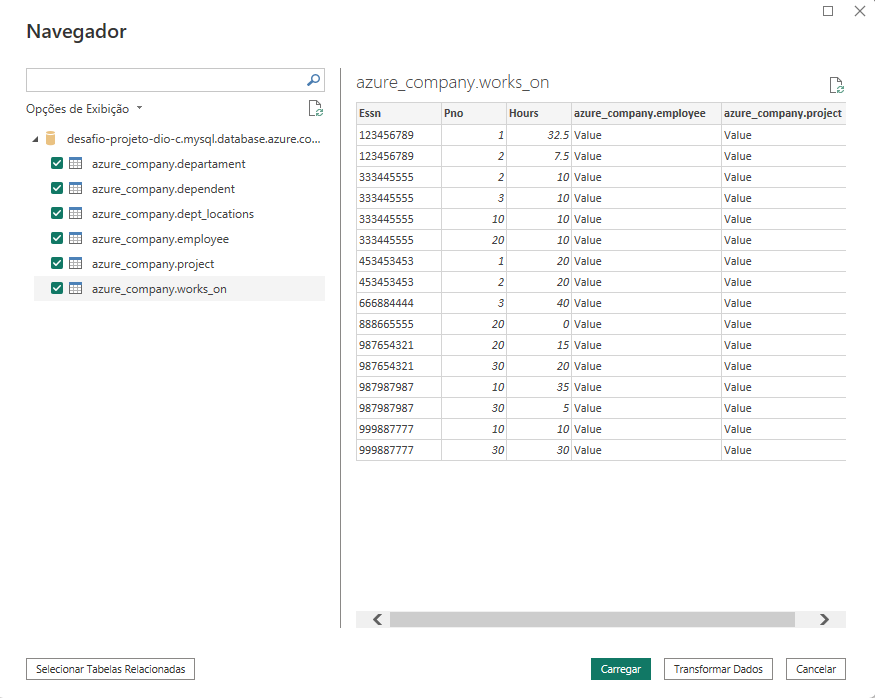 Navegador
Opções de Exibição
desafio-projeto-dio-c.mysql.database.azure.co...
azure_company.departament
azure_company.dependent
azure_company.dept_locations
azure_company.employee
azure_company.project
azure_company.works_on
azure_company.works_on
Essn Pno Hours azure_company.employee azure_company.project
123456789 1 32.5 Value Value
123456789 2 7.5 Value Value
333445555 2 10 Value Value
333445555 3 10 Value Value
333445555 10 10 Value Value
333445555 20 10 Value Value
453453453 1 20 Value Value
453453453 2 20 Value Value
666884444 3 40 Value Value
888665555 20 0 Value Value
987654321 20 15 Value Value
987654321 30 20 Value Value
987987987 10 35 Value Value
987987987 30 5 Value Value
999887777 10 10 Value Value
999887777 30 30 Value Value
Selecionar Tabelas Relacionadas
Carregar
Transformar Dados
Cancelar